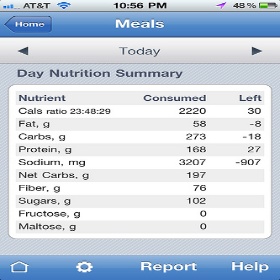 AT&T 10:56 PM 48%
Home Meals
Today
Day Nutrition Summary
Nutrient Consumed Left
Cals ratio 23:48:29 2220 30
Fat, g 58 -8
Carbs, g 273 -18
Protein, g 168 27
Sodium, mg 3207 -907
Net Carbs, g 197
Fiber, g 76
Sugars, g 102
Fructose, g 0
Maltose, g 0
Report Help